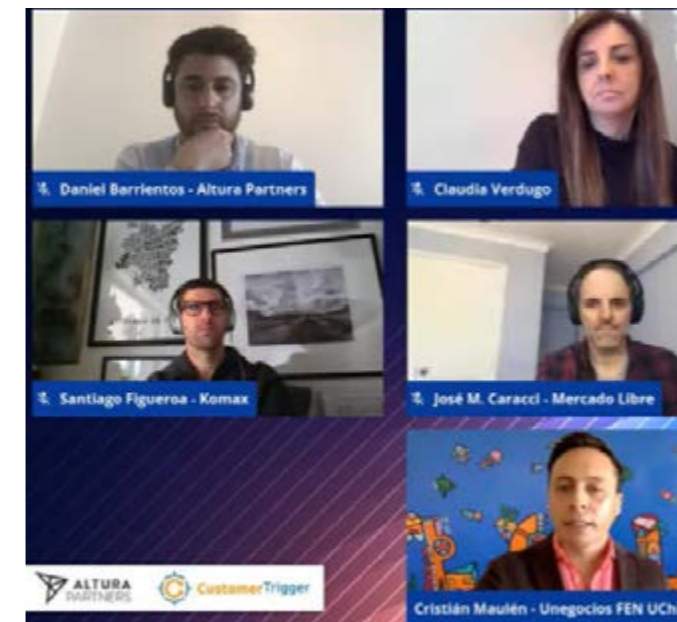 Daniel Barrientos - Altura Partners
Claudia Verdugo
Santiago Figueroa - Komax
José M. Caracci - Mercado Libre
ALTURA
PARTNERS
CustomerTrigger
Cristián Maulén - Unegocios FEN UCh